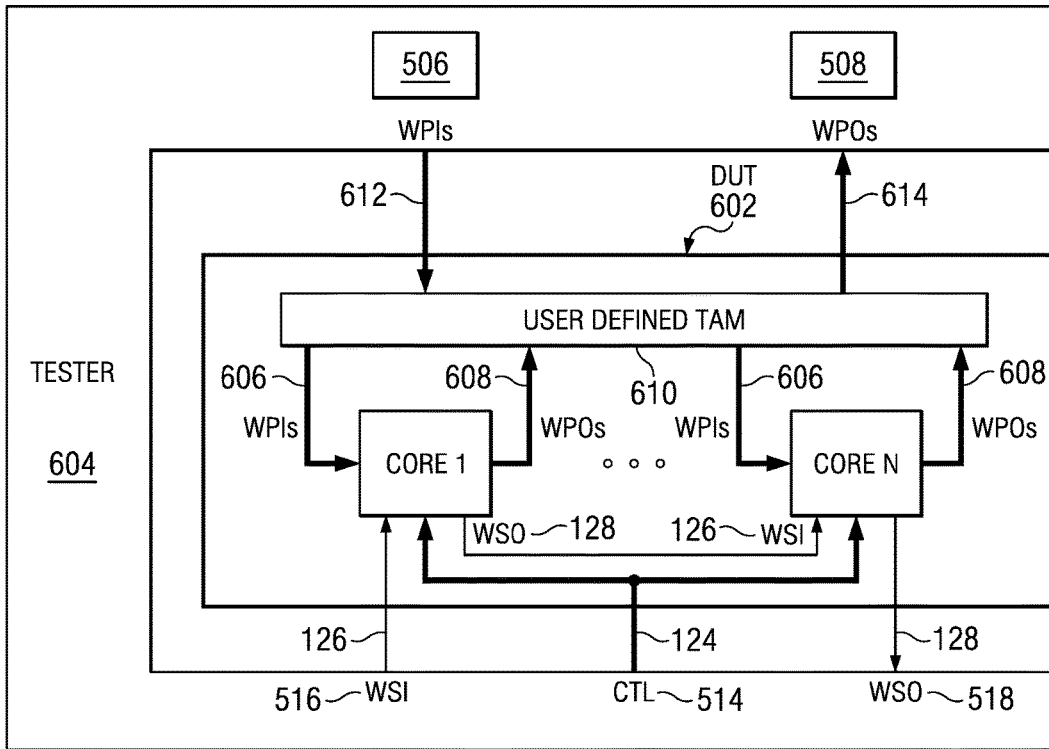 506 508
WPIs WPOs
612 DUT 602 614
USER DEFINED TAM
TESTER 606 608 610 606 608
WPIs WPOs WPIs WPOs
604 CORE 1 CORE N
WSO 128 126 WSI
126 124 128
516 WSI CTL 514 WSO 518